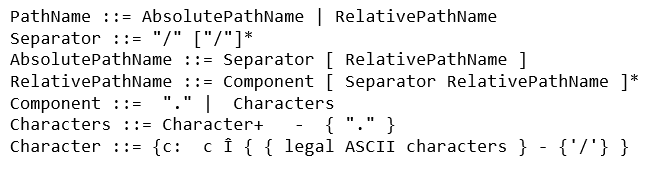 PathName ::= AbsolutePathName | RelativePathName
Separator ::= "/" ["/"]*
AbsolutePathName ::= Separator [ RelativePathName ]
RelativePathName ::= Component [ Separator RelativePathName ]*
Component ::=  "." |  Characters
Characters ::= Character+   -  { "." }
Character ::= {c:  c Î { { legal ASCII characters } - {'/'} }